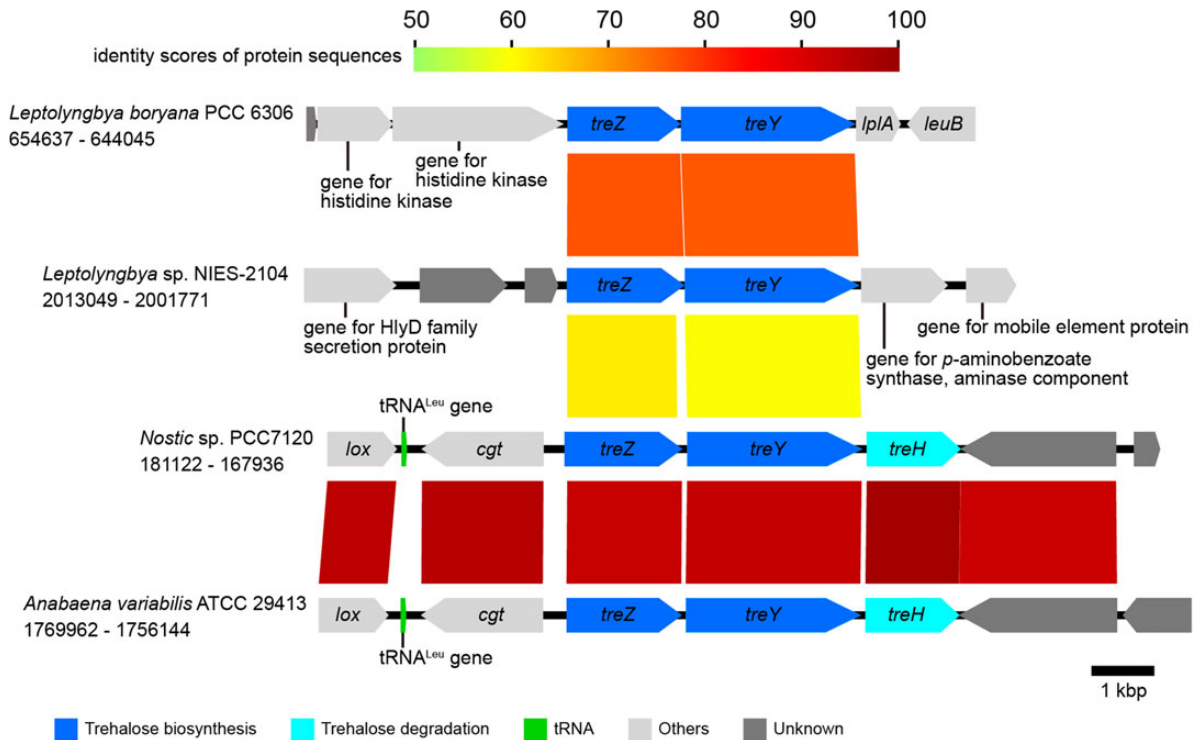 50 60 70 80 90 100
identity scores of protein sequences
Leptolyngbya boryana PCC 6306
654637 - 644045
treZ treY lplA leuB
gene for
histidine kinase
gene for
histidine kinase
Leptolyngbya sp. NIES-2104
2013049 - 2001771
treZ treY
gene for HlyD family
secretion protein
gene for mobile element protein
gene for p-aminobenzoate
synthase, aminase component
tRNALeu gene
Nostic sp. PCC7120
181122 - 167936
lox cgt treZ treY treH
Anabaena variabilis ATCC 29413
1769962 - 1756144
lox cgt treZ treY treH
tRNALeu gene
1 kbp
Trehalose biosynthesis Trehalose degradation tRNA Others Unknown